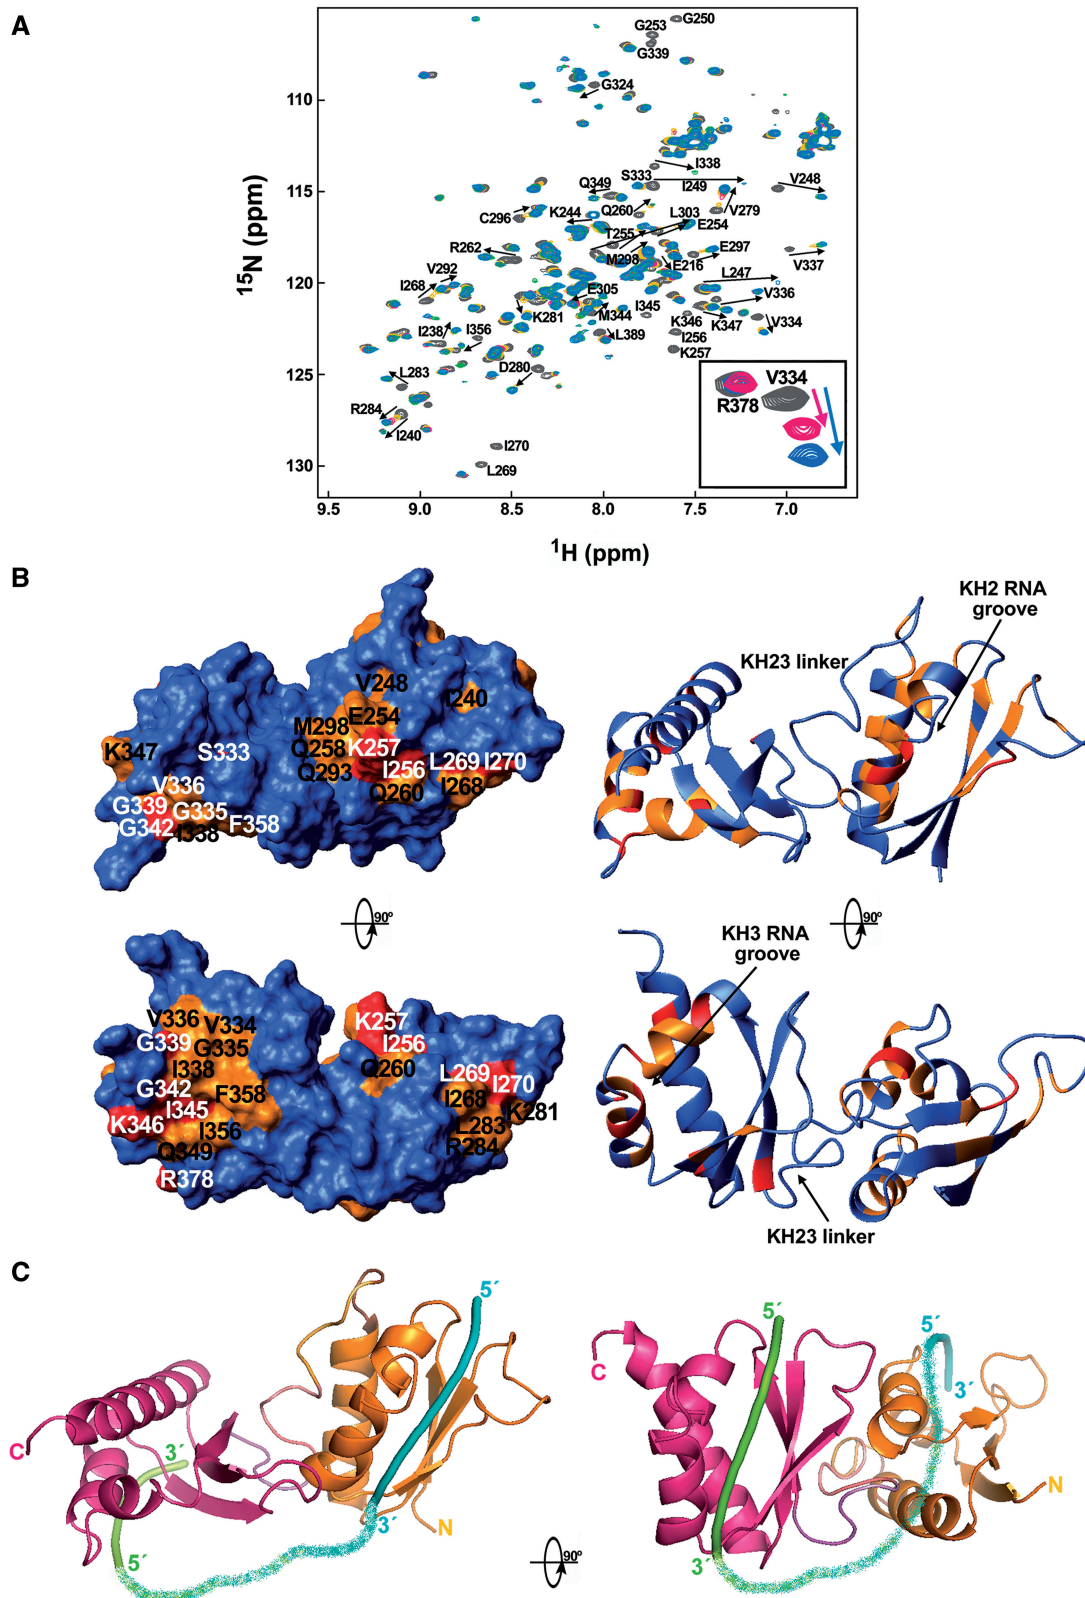 A
G250
G253
G339
G324
110
I338
S333
Q349
I249
V248
115
Q260
V279
C296
K244
L303
E254
T255
R262
M298
E297
V292
E216
V337
120
I268
L247
E305
V336
I345
K281
M344
K346
K347
V334
I238
I356
L389
I256
K257
D280
125
L283
R284
I240
V334
R378
I270
130
L269
15N (ppm)
9.5 9.0 8.5 8.0 7.5 7.0
1H (ppm)
B
KH2 RNA
groove
KH23 linker
V248
I240
E254
M298
K347
S333
Q258
K257
L269
I270
Q293
I256
V336
Q260
I268
G339
G335
G342
I338
F358
90º
90º
KH3 RNA
groove
V336
V334
K257
G339
G335
I256
I338
Q260
L269
I270
G342
F358
I268
K281
I345
K346
I356
L283
Q349
R284
R378
KH23 linker
C
5´
5´
5´
C
3´
C
3´
3´
N
N
5´
3´
90º